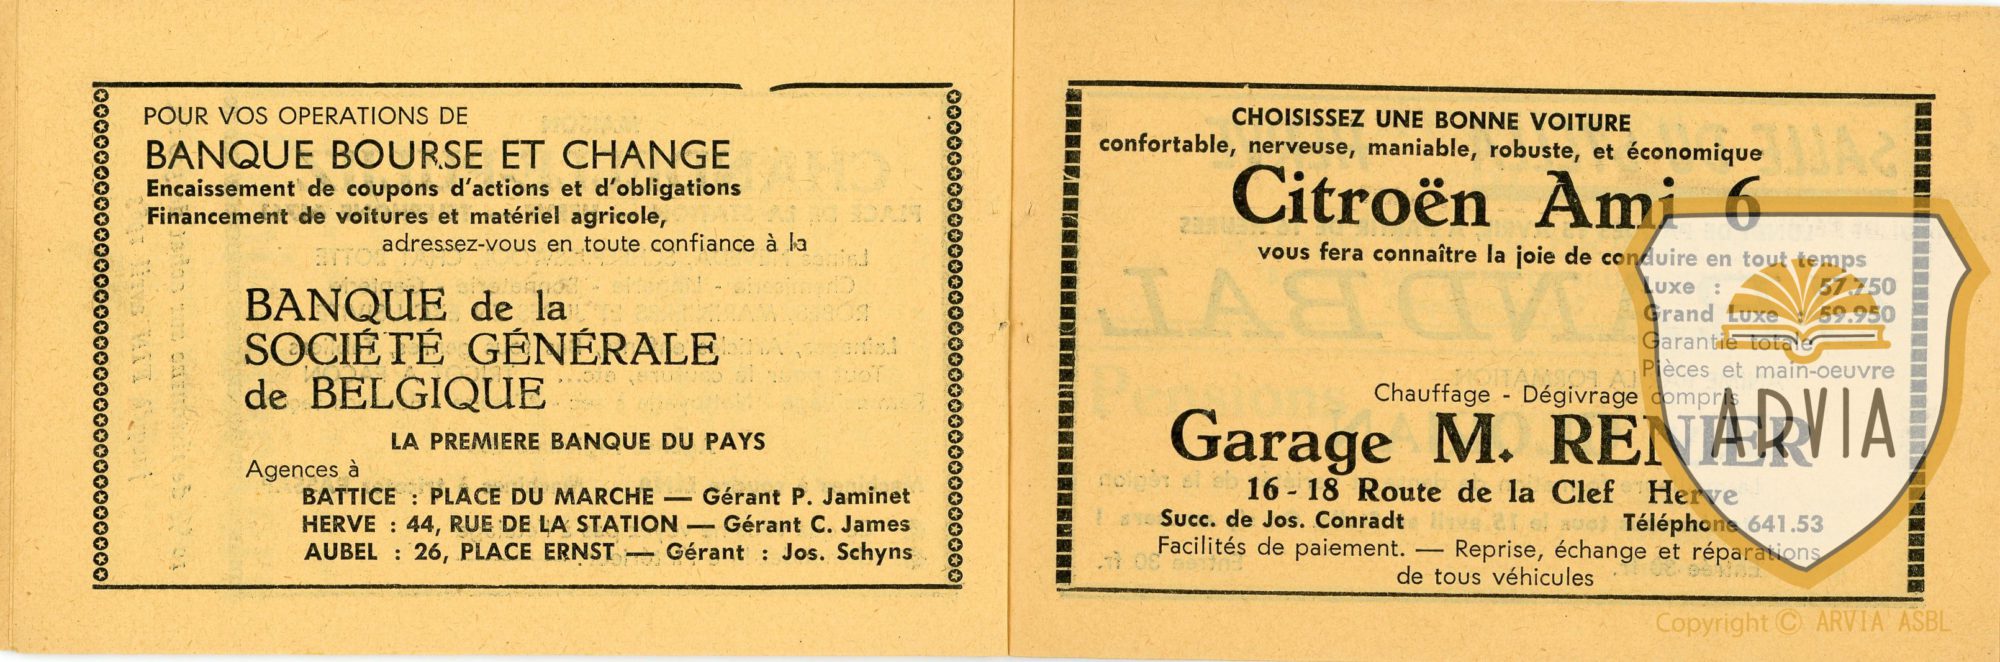 POUR VOS OPERATIONS DE
BANQUE BOURSE ET CHANGE
Encaissement de coupons d'actions et d'obligations
Financement de voitures et matériel agricole,
adressez-vous en toute confiance à la
BANQUE de la
SOCIÉTÉ GÉNÉRALE
de BELGIQUE
LA PREMIERE BANQUE DU PAYS
Agences à
BATTICE : PLACE DU MARCHE — Gérant P. Jaminet
HERVE : 44, RUE DE LA STATION — Gérant C. James
AUBEL : 26, PLACE ERNST — Gérant : Jos. Schyns
CHOISISSEZ UNE BONNE VOITURE
confortable, nerveuse, maniable, robuste, et économique
Citroën Ami 6
vous fera connaître la joie de conduire en tout temps
Luxe : 57.750
Grand Luxe : 59.950
Garantie totale
Pièces et main-oeuvre
Chauffage - Dégivrage compris
Garage M. RENIER
16-18 Route de la Clef Herve
Succ. de Jos. Conradt Téléphone 641.53
Facilités de paiement. — Reprise, échange et réparations
de tous véhicules
ARVIA
Copyright © ARVIA ASBL